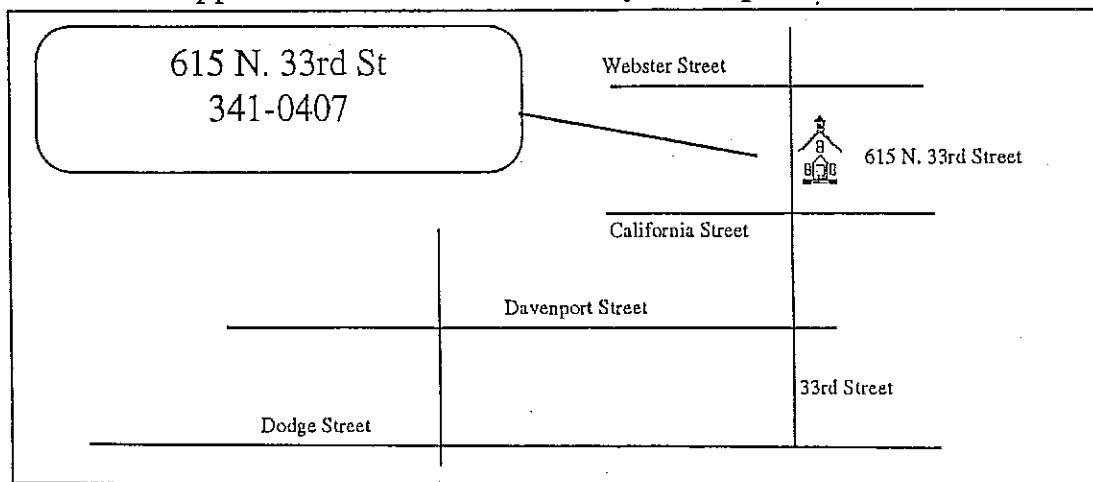 615 N. 33rd St
341-0407
Webster Street
615 N. 33rd Street
California Street
Davenport Street
33rd Street
Dodge Street